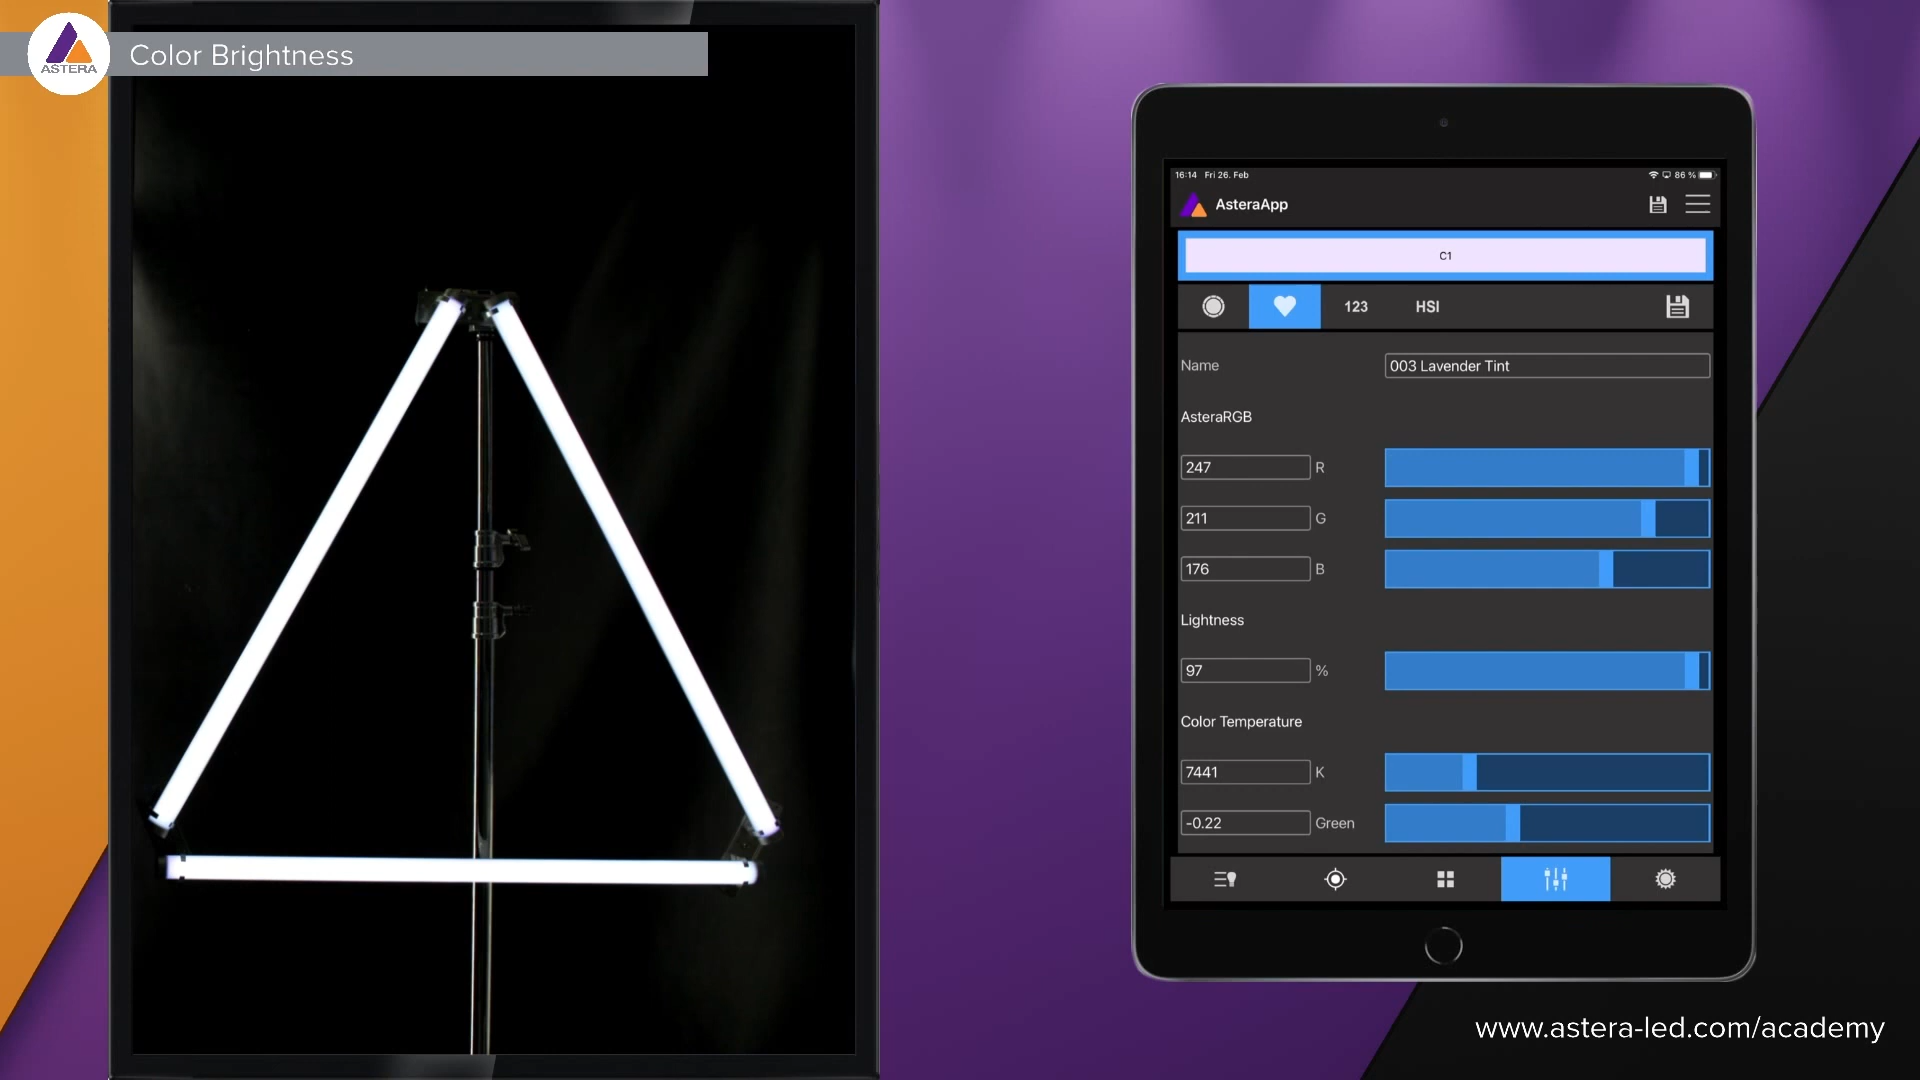 ASTERA
Color Brightness
16:14 Fri 26. Feb
86 %
AsteraApp
C1
123
HSI
Name
003 Lavender Tint
AsteraRGB
247 R
211 G
176 B
Lightness
97 %
Color Temperature
7441 K
-0.22 Green
www.astera-led.com/academy